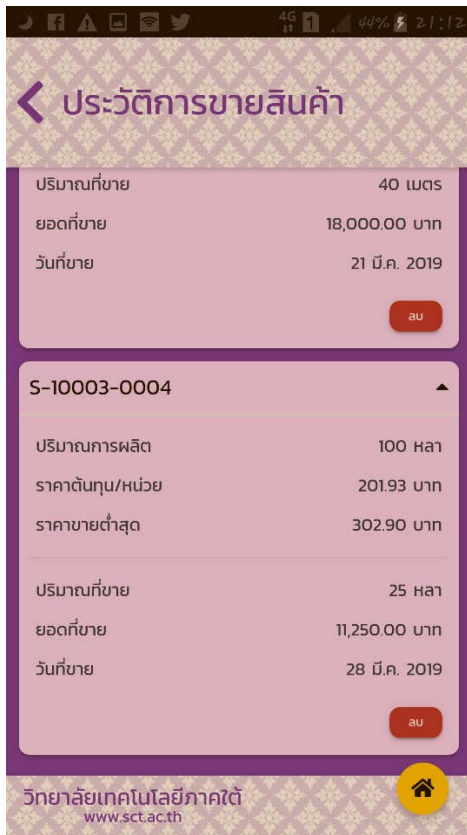 4G 1 44% 21:12
ประวัติการขายสินค้า
ปริมาณที่ขาย 40 เมตร
ยอดที่ขาย 18,000.00 บาท
วันที่ขาย 21 มี.ค. 2019
ลบ
S-10003-0004
ปริมาณการผลิต 100 หลา
ราคาต้นทุน/หน่วย 201.93 บาท
ราคาขายต่ำสุด 302.90 บาท
ปริมาณที่ขาย 25 หลา
ยอดที่ขาย 11,250.00 บาท
วันที่ขาย 28 มี.ค. 2019
ลบ
วิทยาลัยเทคโนโลยีภาคใต้
www.sct.ac.th